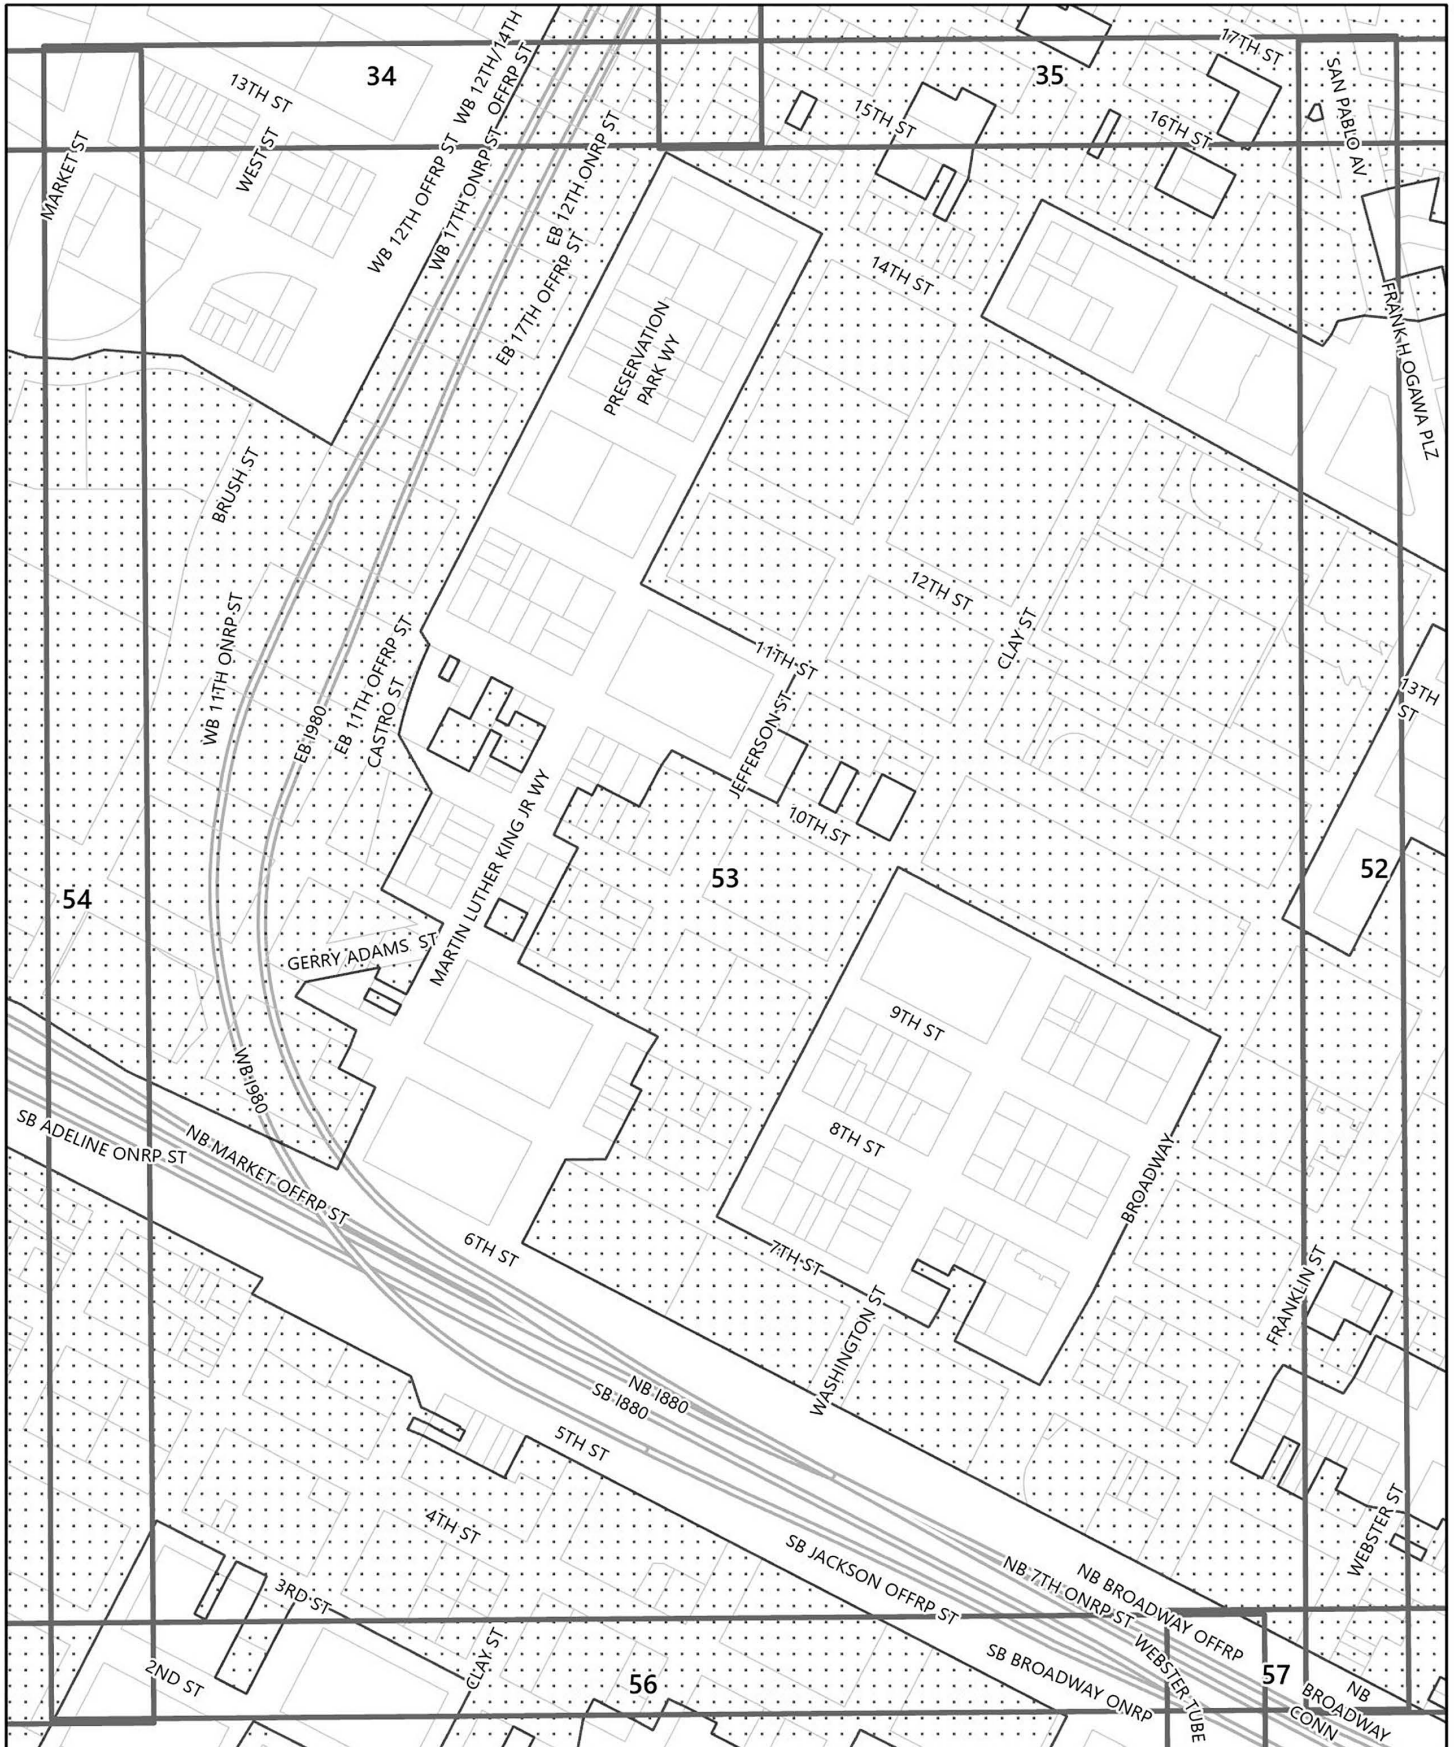 17TH ST
34
35
WB 12TH/14TH
OFFRP ST
13TH ST
15TH ST
16TH ST
SAN PABLO AV
WEST ST
MARKET ST
WB 12TH OFFRP ST
WB 17TH ONRP ST
EB 12TH ONRP ST
EB 17TH OFFRP ST
14TH ST
PRESERVATION
PARK WY
FRANK H OGAWA PLZ
BRUSH ST
12TH ST
CLAY ST
WB 11TH ONRP ST
EB I980
EB 11TH OFFRP ST
CASTRO ST
11TH ST
JEFFERSON ST
13TH
ST
10TH ST
MARTIN LUTHER KING JR WY
53
52
54
GERRY ADAMS ST
9TH ST
WB I980
SB ADELINE ONRP ST
NB MARKET OFFRP ST
8TH ST
BROADWAY
6TH ST
7TH ST
WASHINGTON ST
FRANKLIN ST
NB I880
SB I880
5TH ST
4TH ST
WEBSTER ST
SB JACKSON OFFRP ST
NB 7TH ONRP ST
NB BROADWAY OFFRP
3RD ST
2ND ST
CLAY ST
56
SB BROADWAY ONRP
WEBSTER TUBE
57
NB
BROADWAY
CONN